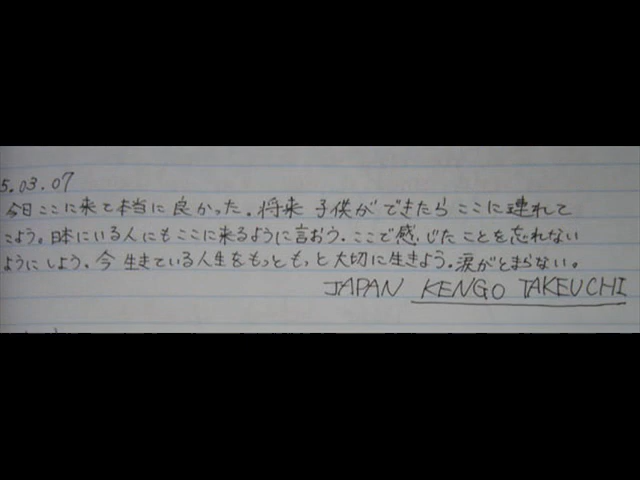 5.03.07
今日ここに来て本当に良かった。将来 子供ができたら ここに連れて
こよう。日本にいる人にもここに来るように言おう。ここで感じたことを忘れない
ようにしよう。今 生きている人生をもっともっと大切に生きよう。涙がとまらない。
JAPAN KENGO TAKEUCHI